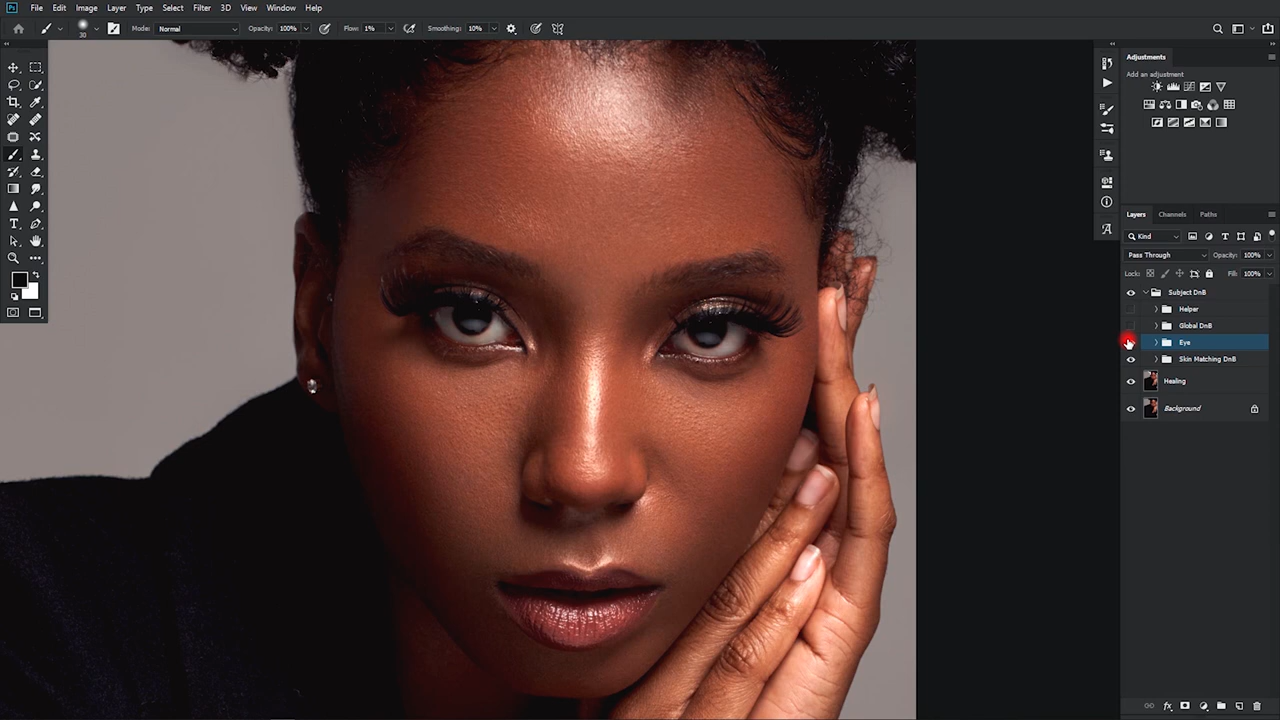 Ps File Edit Image Layer Type Select Filter 3D View Window Help
30 Mode: Normal Opacity: 100% Flow: 1% Smoothing: 10%
Adjustments
Add an adjustment
Layers Channels Paths
Kind
Pass Through Opacity: 100%
Lock: Fill: 100%
Subject DnB
Helper
Global DnB
Eye
Skin Matching DnB
Healing
Background